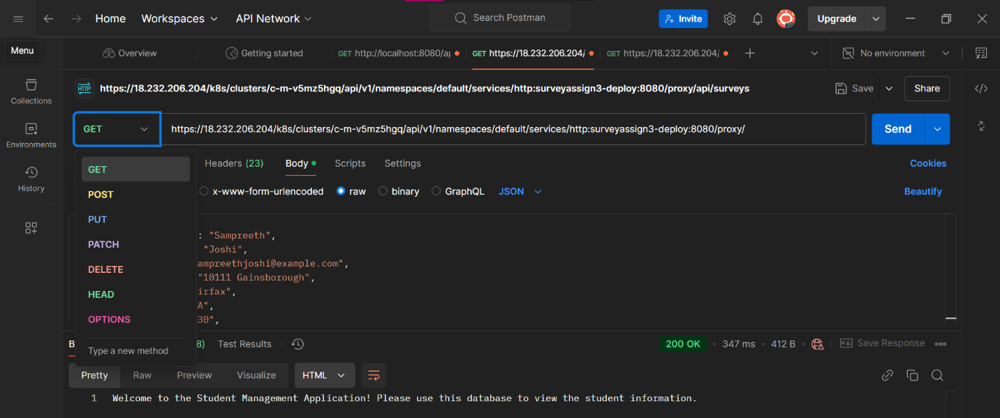 Home Workspaces API Network Search Postman Invite Upgrade
Menu
Overview Getting started GET http://localhost:8080/a GET https://18.232.206.204/ GET https://18.232.206.204/ No environment
HTTP https://18.232.206.204/k8s/clusters/c-m-v5mz5hgq/api/v1/namespaces/default/services/http:surveyassign3-deploy:8080/proxy/api/surveys Save Share
Collections
GET https://18.232.206.204/k8s/clusters/c-m-v5mz5hgq/api/v1/namespaces/default/services/http:surveyassign3-deploy:8080/proxy/ Send
Environments
Headers (23) Body Scripts Settings Cookies
History
x-www-form-urlencoded raw binary GraphQL JSON Beautify
GET
POST
PUT
PATCH
DELETE
HEAD
OPTIONS
Type a new method
: "Sampreeth",
"Joshi",
ampreethjoshi@example.com",
"10111 Gainsborough",
irfax",
A",
30",
B 8) Test Results 200 OK 347 ms 412 B e.g. Save Response
Pretty Raw Preview Visualize HTML
1 Welcome to the Student Management Application! Please use this database to view the student information.